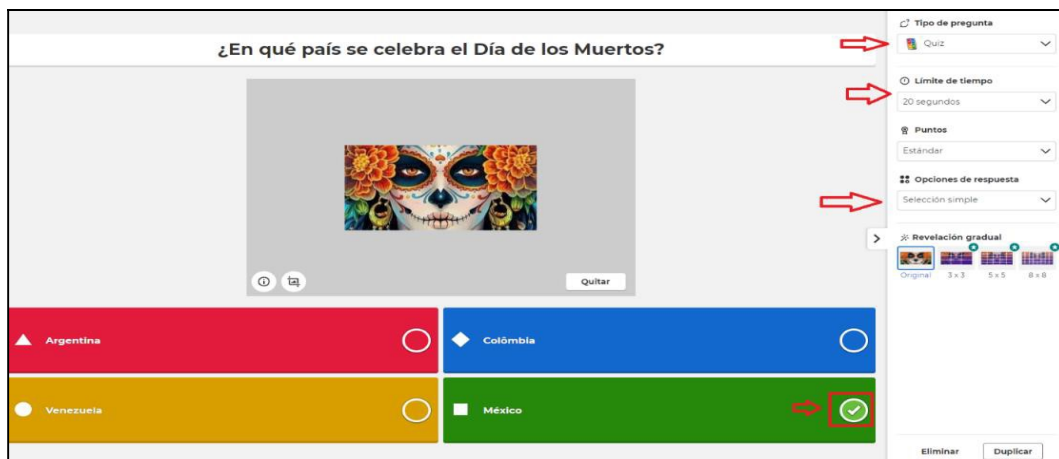 ¿En qué país se celebra el Día de los Muertos?
Quitar
Argentina
Colômbia
Venezuela
México
Tipo de pregunta
Quiz
Límite de tiempo
20 segundos
Puntos
Estándar
Opciones de respuesta
Selección simple
Revelación gradual
Original 3 x 3 5 x 5 8 x 8
Eliminar Duplicar